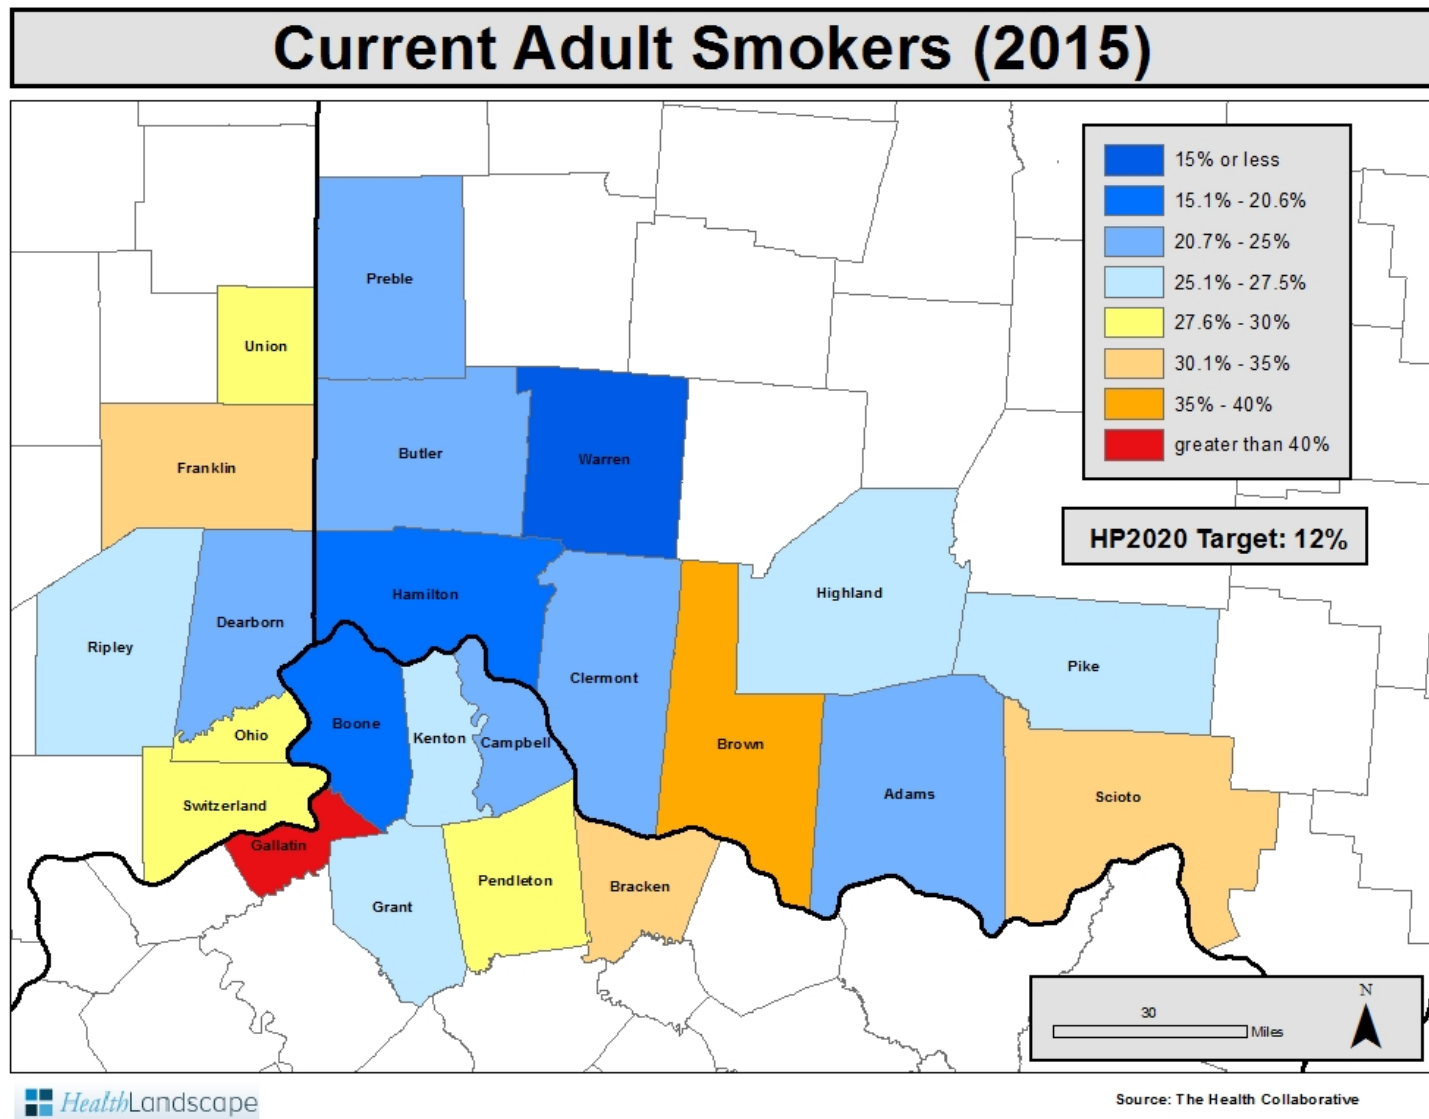 Current Adult Smokers (2015)
15% or less
15.1% - 20.6%
20.7% - 25%
25.1% - 27.5%
27.6% - 30%
30.1% - 35%
35% - 40%
greater than 40%
HP2020 Target: 12%
Preble
Union
Butler
Warren
Franklin
Hamilton
Highland
Dearborn
Ripley
Pike
Clermont
Boone
Kenton
Campbell
Ohio
Brown
Switzerland
Adams
Scioto
Gallatin
Pendleton
Bracken
Grant
N
30
Miles
HealthLandscape
Source: The Health Collaborative